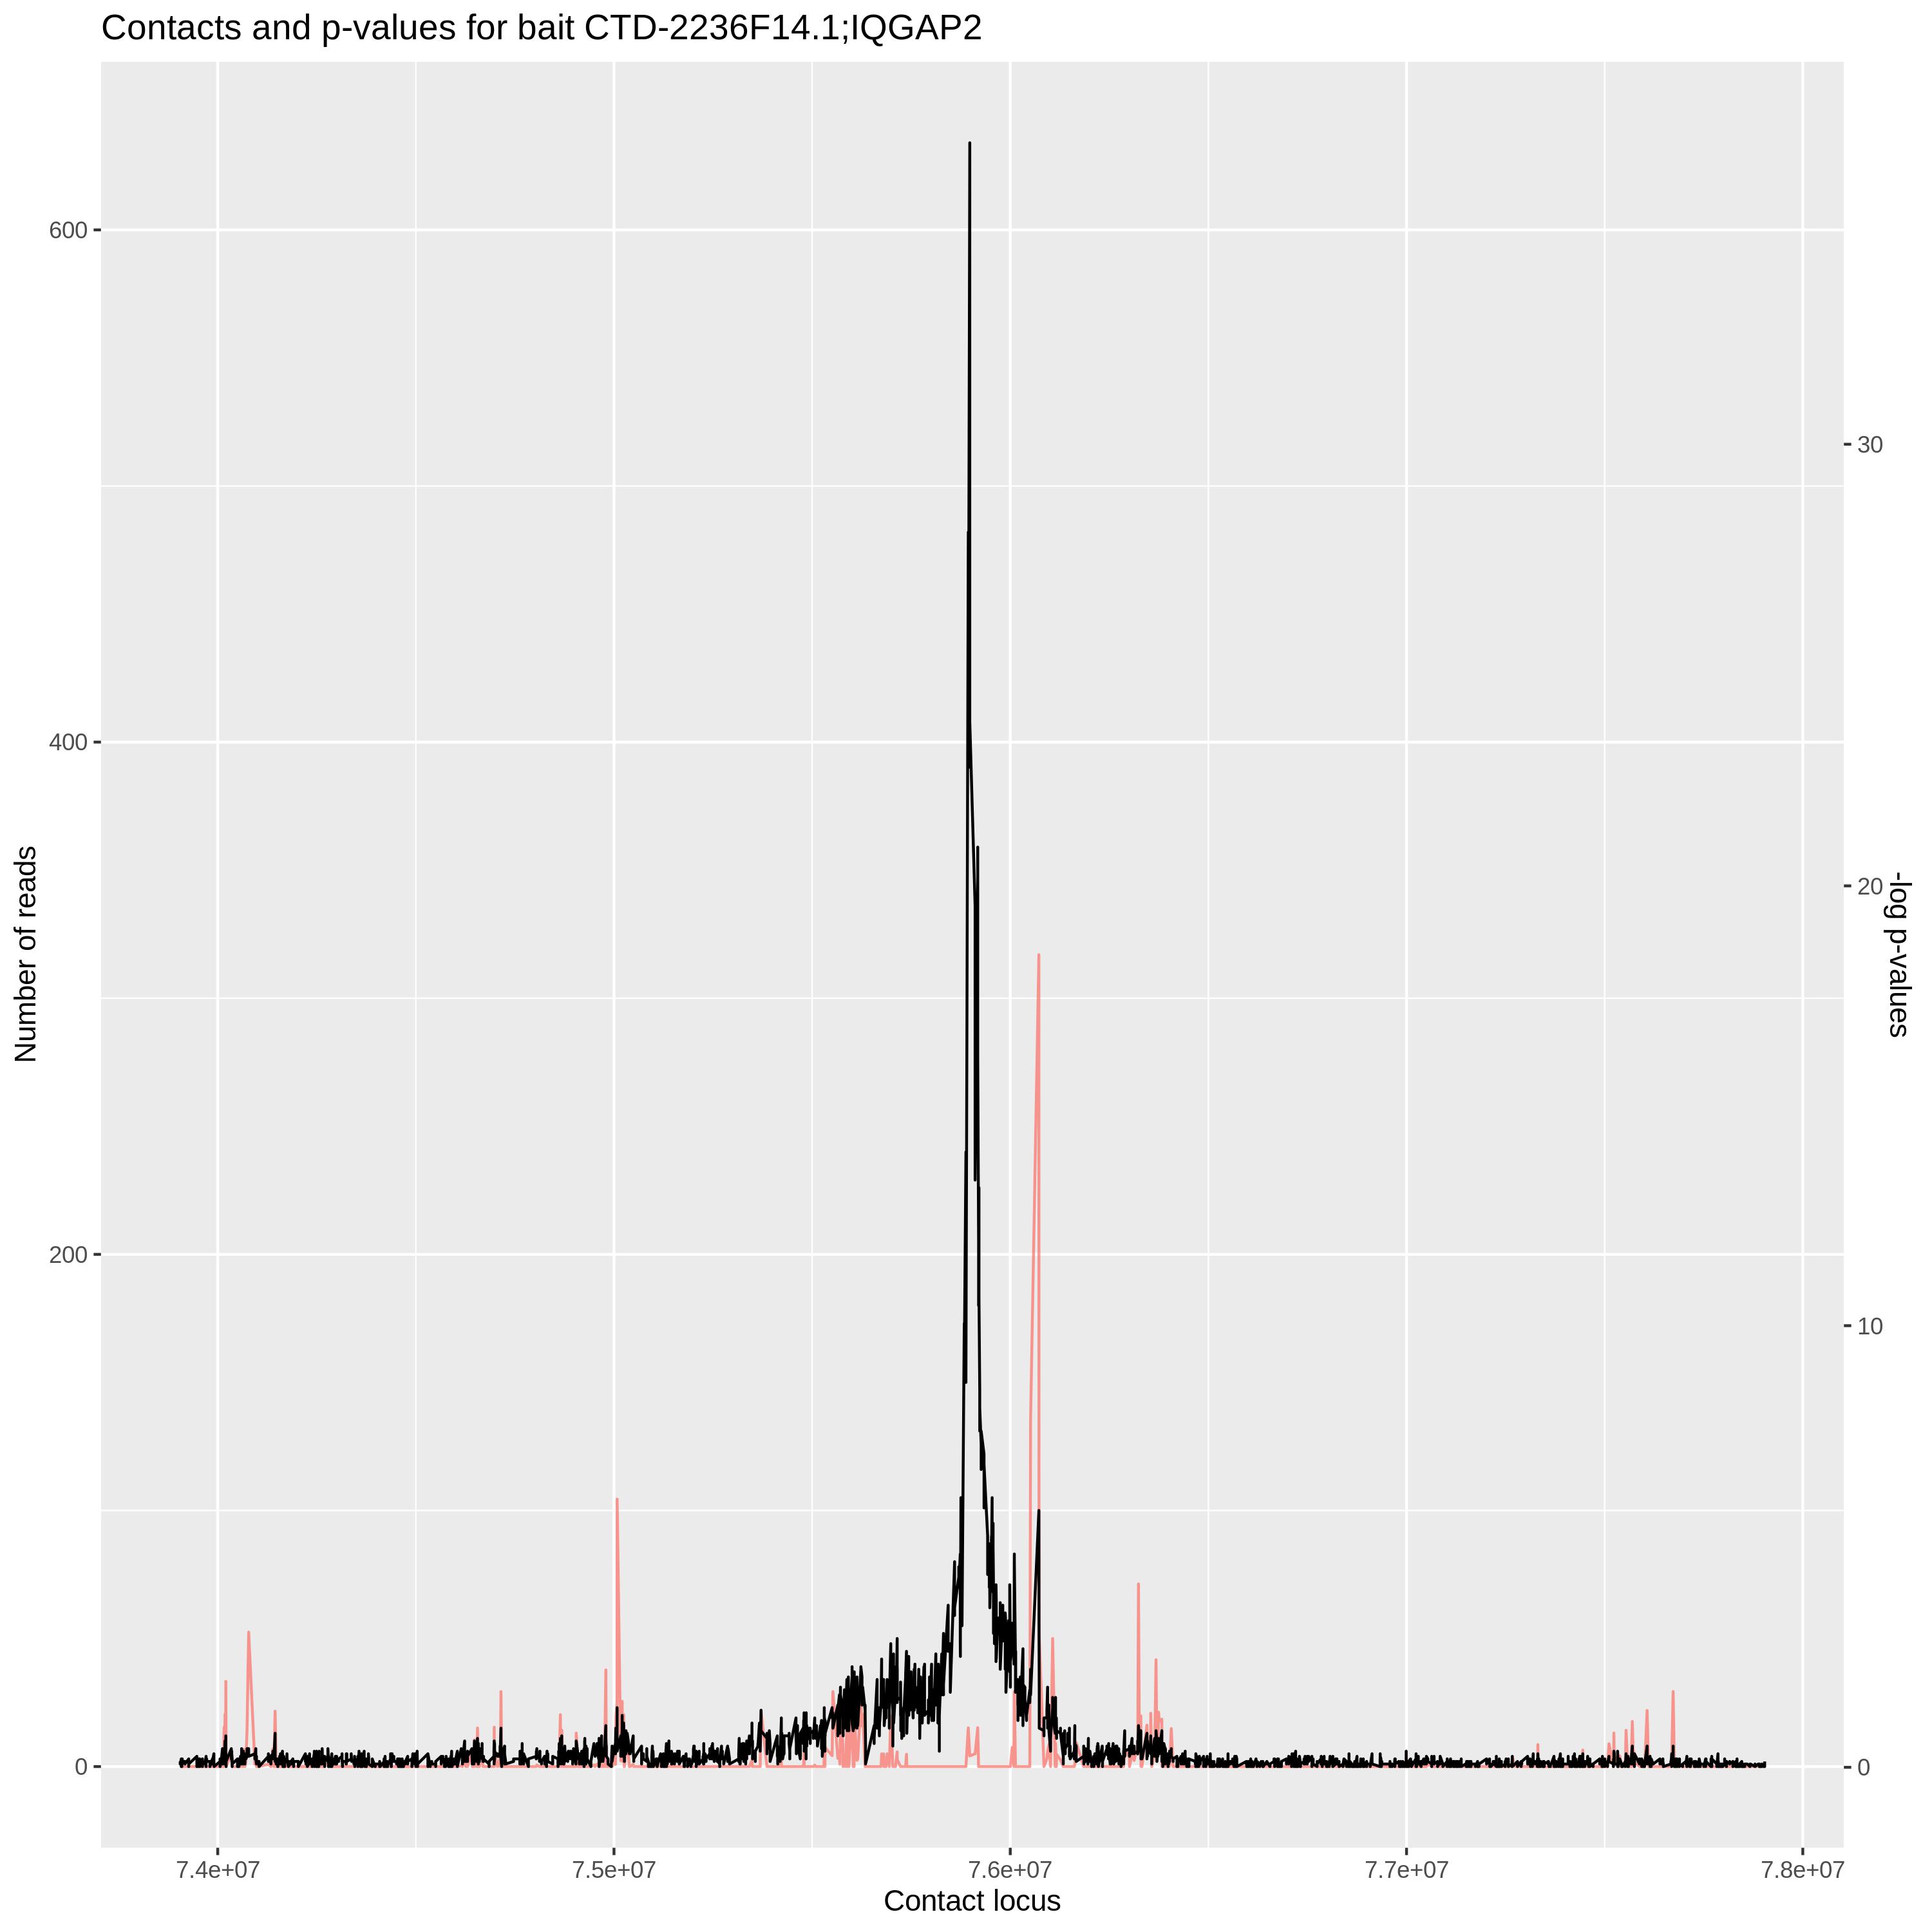 Contacts and p-values for bait CTD-2236F14.1;IQGAP2
600
400
200
0
Number of reads
30
20
10
0
-log p-values
7.4e+07
7.5e+07
7.6e+07
7.7e+07
7.8e+07
Contact locus